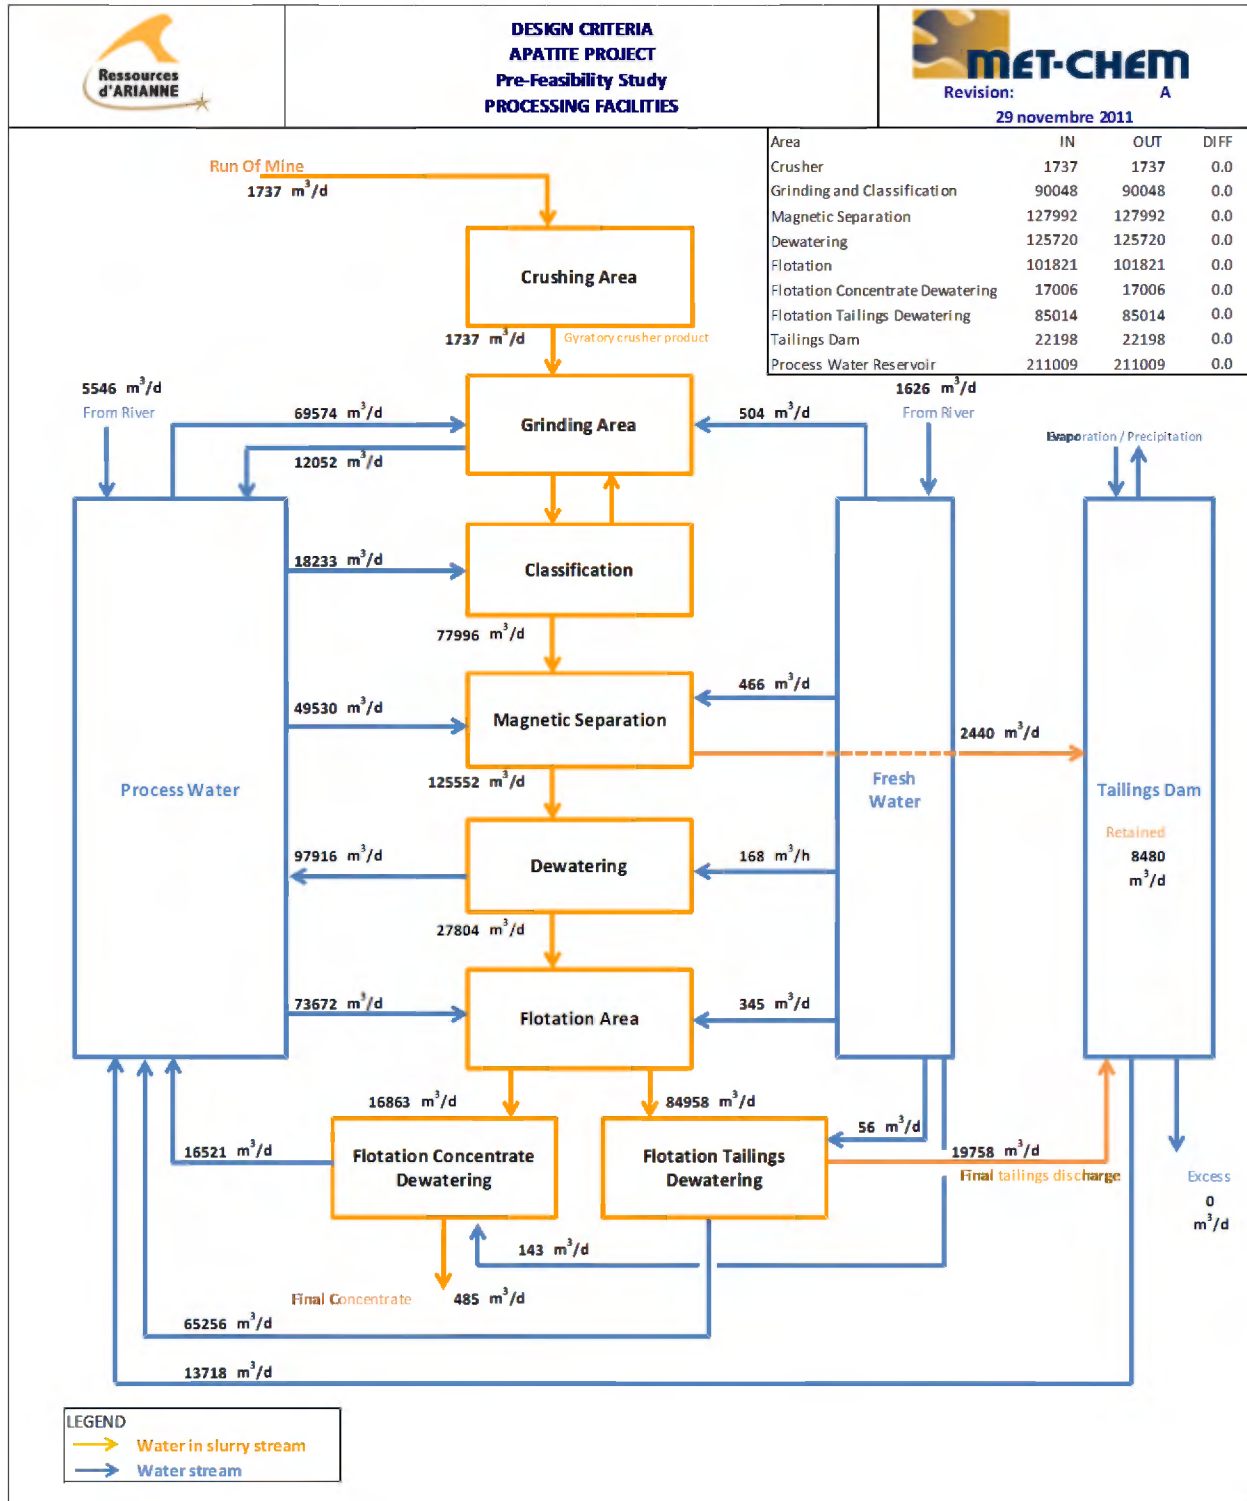 Ressources
d'ARIANNE
DESIGN CRITERIA
APATITE PROJECT
Pre-Feasibility Study
PROCESSING FACILITIES
MET-CHEM
Revision: A
29 novembre 2011
Area IN OUT DIFF
Crusher 1737 1737 0.0
Grinding and Classification 90048 90048 0.0
Magnetic Separation 127992 127992 0.0
Dewatering 125720 125720 0.0
Flotation 101821 101821 0.0
Flotation Concentrate Dewatering 17006 17006 0.0
Flotation Tailings Dewatering 85014 85014 0.0
Tailings Dam 22198 22198 0.0
Process Water Reservoir 211009 211009 0.0
Run Of Mine
1737 m³/d
Crushing Area
1737 m³/d
Gyratory crusher product
5546 m³/d
From River
69574 m³/d
Grinding Area
504 m³/d
1626 m³/d
From River
Evaporation / Precipitation
12052 m³/d
18233 m³/d
Classification
77996 m³/d
49530 m³/d
Magnetic Separation
466 m³/d
2440 m³/d
125552 m³/d
Process Water
Fresh
Water
Tailings Dam
Retained
8480
m³/d
97916 m³/d
Dewatering
168 m³/h
27804 m³/d
73672 m³/d
Flotation Area
345 m³/d
16863 m³/d
84958 m³/d
56 m³/d
16521 m³/d
Flotation Concentrate
Dewatering
Flotation Tailings
Dewatering
19758 m³/d
Final tailings discharge
Excess
0
m³/d
143 m³/d
Final Concentrate
485 m³/d
65256 m³/d
13718 m³/d
LEGEND
Water in slurry stream
Water stream